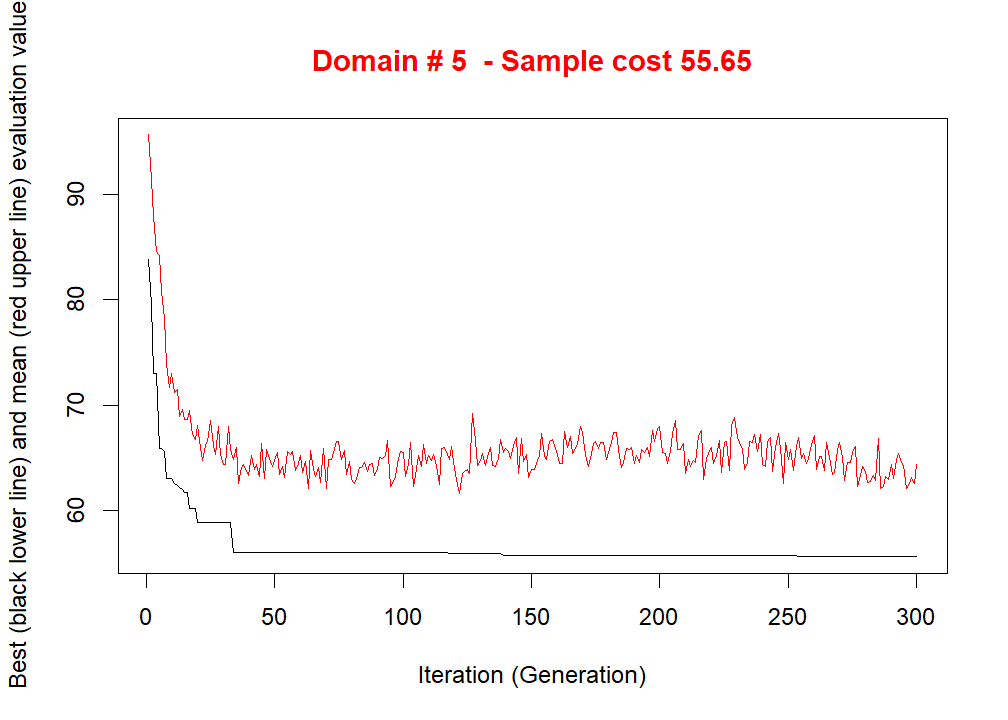 Domain # 5  - Sample cost 55.65
Best (black lower line) and mean (red upper line) evaluation value
90
80
70
60
0 50 100 150 200 250 300
Iteration (Generation)